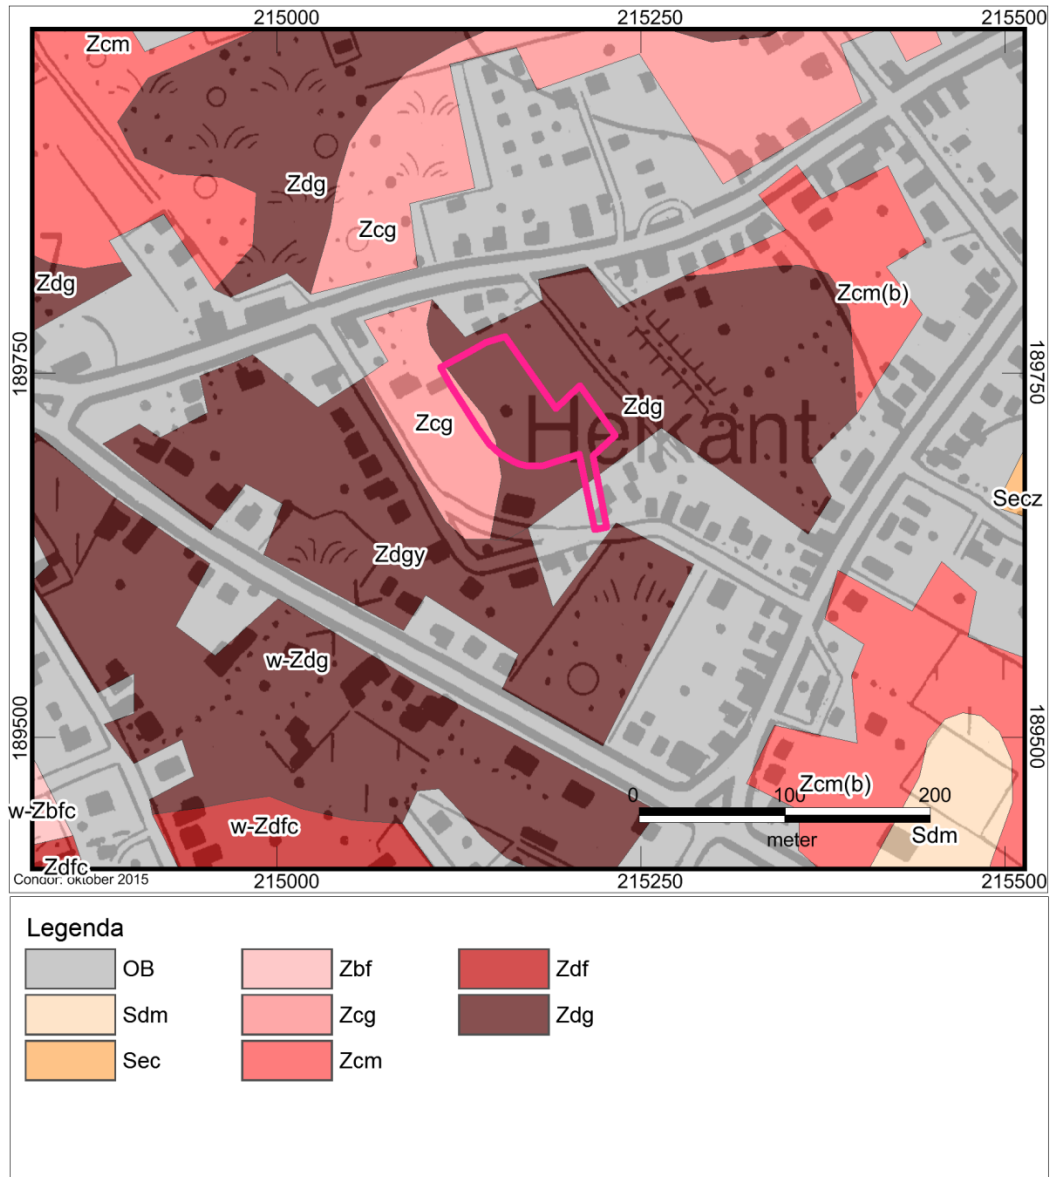 215000 215250 215500
Zcm
Zdg
Zcg
Zdg
Zcm(b)
189750
189750
Zcg
Zdg
Heikant
Secz
Zdgy
w-Zdg
189500
189500
Zcm(b)
0 100 200
meter
w-Zbfc
w-Zdfc
Sdm
Zdfc
Condor: oktober 2015
215000 215250 215500
Legenda
OB Zbf Zdf
Sdm Zcg Zdg
Sec Zcm